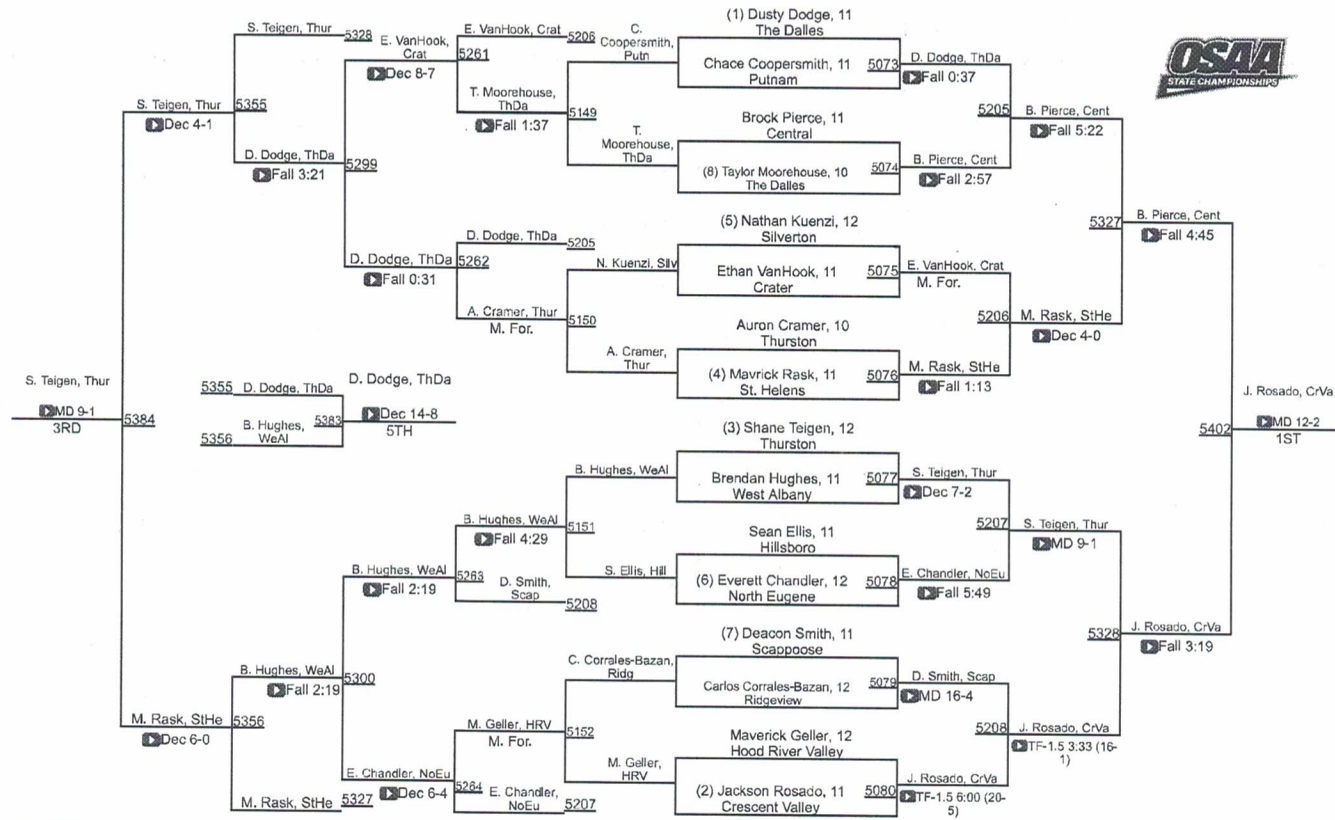 (1) Dusty Dodge, 11
The Dalles
Chace Coopersmith, 11
Putnam
5073
Brock Pierce, 11
Central
(8) Taylor Moorehouse, 10
The Dalles
5074
(5) Nathan Kuenzi, 12
Silverton
Ethan VanHook, 11
Crater
5075
Auron Cramer, 10
Thurston
(4) Mavrick Rask, 11
St. Helens
5076
(3) Shane Teigen, 12
Thurston
Brendan Hughes, 11
West Albany
5077
Sean Ellis, 11
Hillsboro
(6) Everett Chandler, 12
North Eugene
5078
(7) Deacon Smith, 11
Scappoose
Carlos Corrales-Bazan, 12
Ridgeview
5079
Maverick Geller, 12
Hood River Valley
(2) Jackson Rosado, 11
Crescent Valley
5080
D. Dodge, ThDa
Fall 0:37
5205
B. Pierce, Cent
Fall 2:57
E. VanHook, Crat
M. For.
5206
M. Rask, StHe
Fall 1:13
S. Teigen, Thur
Dec 7-2
5207
E. Chandler, NoEu
Fall 5:49
D. Smith, Scap
MD 16-4
5208
J. Rosado, CrVa
TF-1.5 6:00 (20-
5)
B. Pierce, Cent
Fall 5:22
5327
M. Rask, StHe
Dec 4-0
S. Teigen, Thur
MD 9-1
5328
J. Rosado, CrVa
TF-1.5 3:33 (16-
1)
B. Pierce, Cent
Fall 4:45
5402
J. Rosado, CrVa
Fall 3:19
J. Rosado, CrVa
MD 12-2
1ST
OSAA
STATE CHAMPIONSHIPS
C.
Coopersmith,
Putn
5149
T.
Moorehouse,
ThDa
N. Kuenzi, Silv
5150
A. Cramer,
Thur
B. Hughes, WeAl
5151
S. Ellis, Hill
C. Corrales-Bazan,
Ridg
5152
M. Geller,
HRV
E. VanHook, Crat
5206
5261
T. Moorehouse,
ThDa
Fall 1:37
D. Dodge, ThDa
5205
5262
A. Cramer, Thur
M. For.
B. Hughes, WeAl
Fall 4:29
5263
D. Smith,
Scap
5208
M. Geller, HRV
M. For.
5264
E. Chandler,
NoEu
5207
E. VanHook,
Crat
Dec 8-7
5299
D. Dodge, ThDa
Fall 0:31
B. Hughes, WeAl
Fall 2:19
5300
E. Chandler, NoEu
Dec 6-4
S. Teigen, Thur
5328
5355
D. Dodge, ThDa
Fall 3:21
B. Hughes, WeAl
Fall 2:19
5356
M. Rask, StHe
5327
S. Teigen, Thur
Dec 4-1
5384
M. Rask, StHe
Dec 6-0
S. Teigen, Thur
MD 9-1
3RD
5355
D. Dodge, ThDa
5356
B. Hughes,
WeAl
5383
D. Dodge, ThDa
Dec 14-8
5TH